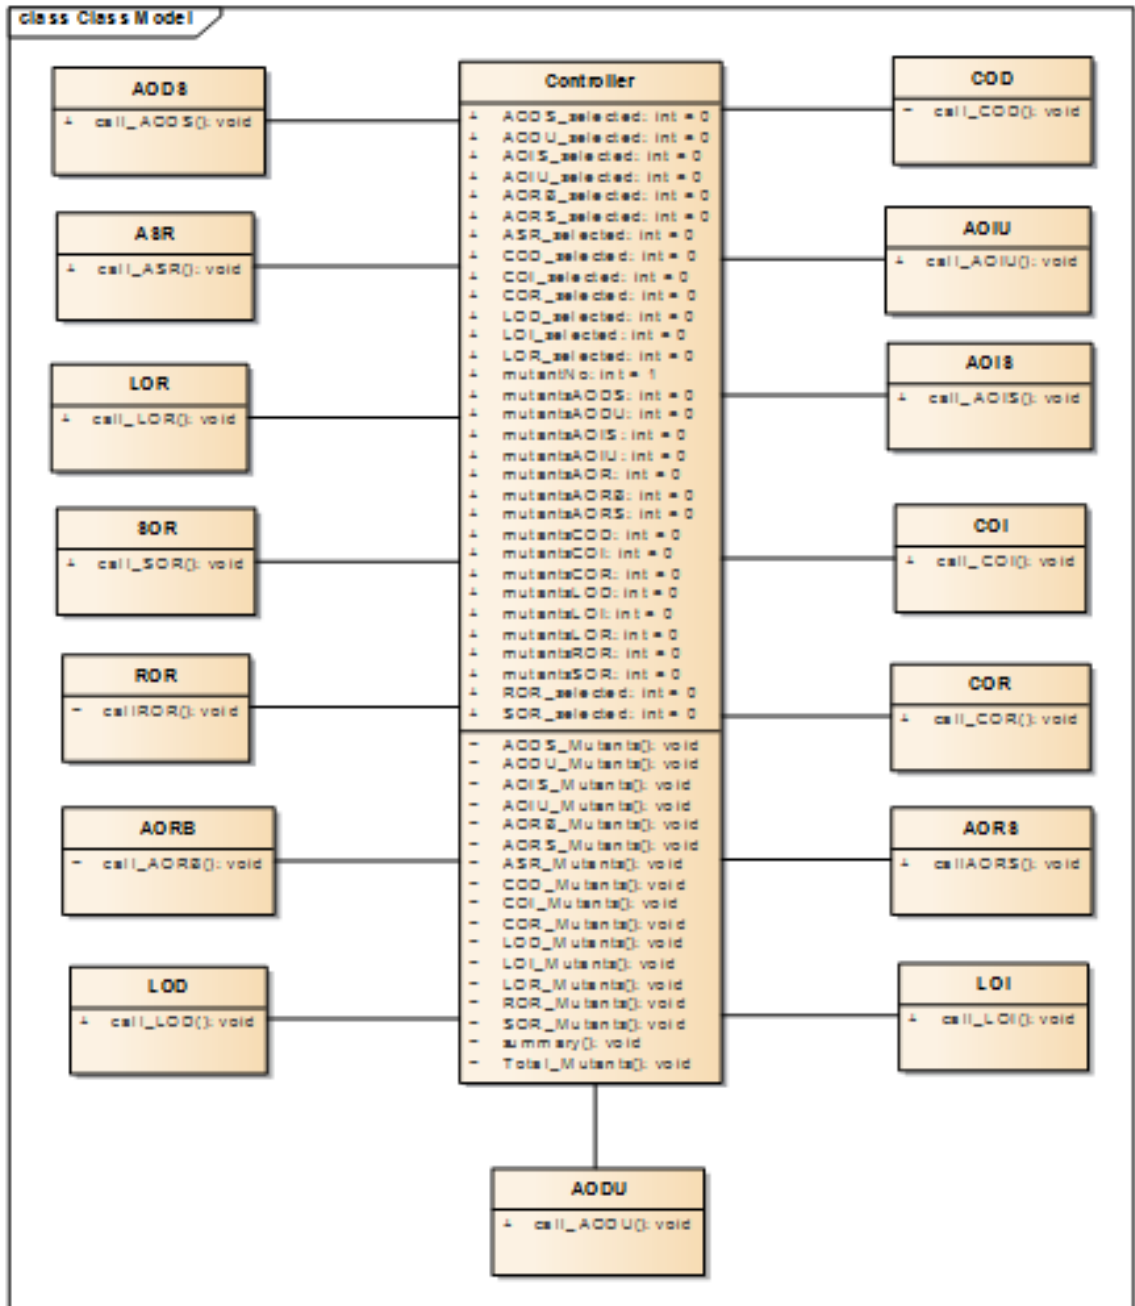 class Class Model
AODS
+ call_AODS(): void
ASR
+ call_ASR(): void
LOR
+ call_LOR(): void
SOR
+ call_SOR(): void
ROR
- callROR(): void
AORB
- call_AORB(): void
LOD
+ call_LOD(): void
Controller
+ AODS_selected: int = 0
+ AODU_selected: int = 0
+ AOIS_selected: int = 0
+ AOIU_selected: int = 0
+ AORB_selected: int = 0
+ AORS_selected: int = 0
+ ASR_selected: int = 0
+ COD_selected: int = 0
+ COI_selected: int = 0
+ COR_selected: int = 0
+ LOD_selected: int = 0
+ LOI_selected: int = 0
+ LOR_selected: int = 0
+ mutantNo: int = 1
+ mutantsAODS: int = 0
+ mutantsAODU: int = 0
+ mutantsAOIS: int = 0
+ mutantsAOIU: int = 0
+ mutantsAOR: int = 0
+ mutantsAORB: int = 0
+ mutantsAORS: int = 0
+ mutantsCOD: int = 0
+ mutantsCOI: int = 0
+ mutantsCOR: int = 0
+ mutantsLOD: int = 0
+ mutantsLOI: int = 0
+ mutantsLOR: int = 0
+ mutantsROR: int = 0
+ mutantsSOR: int = 0
+ ROR_selected: int = 0
+ SOR_selected: int = 0
- AODS_Mutants(): void
- AODU_Mutants(): void
- AOIS_Mutants(): void
- AOIU_Mutants(): void
- AORB_Mutants(): void
- AORS_Mutants(): void
- ASR_Mutants(): void
- COD_Mutants(): void
- COI_Mutants(): void
- COR_Mutants(): void
- LOD_Mutants(): void
- LOI_Mutants(): void
- LOR_Mutants(): void
- ROR_Mutants(): void
- SOR_Mutants(): void
- summary(): void
- Total_Mutants(): void
COD
- call_COD(): void
AOIU
+ call_AOIU(): void
AOIS
+ call_AOIS(): void
COI
+ call_COI(): void
COR
+ call_COR(): void
AORS
+ callAORS(): void
LOI
+ call_LOI(): void
AODU
+ call_AODU(): void